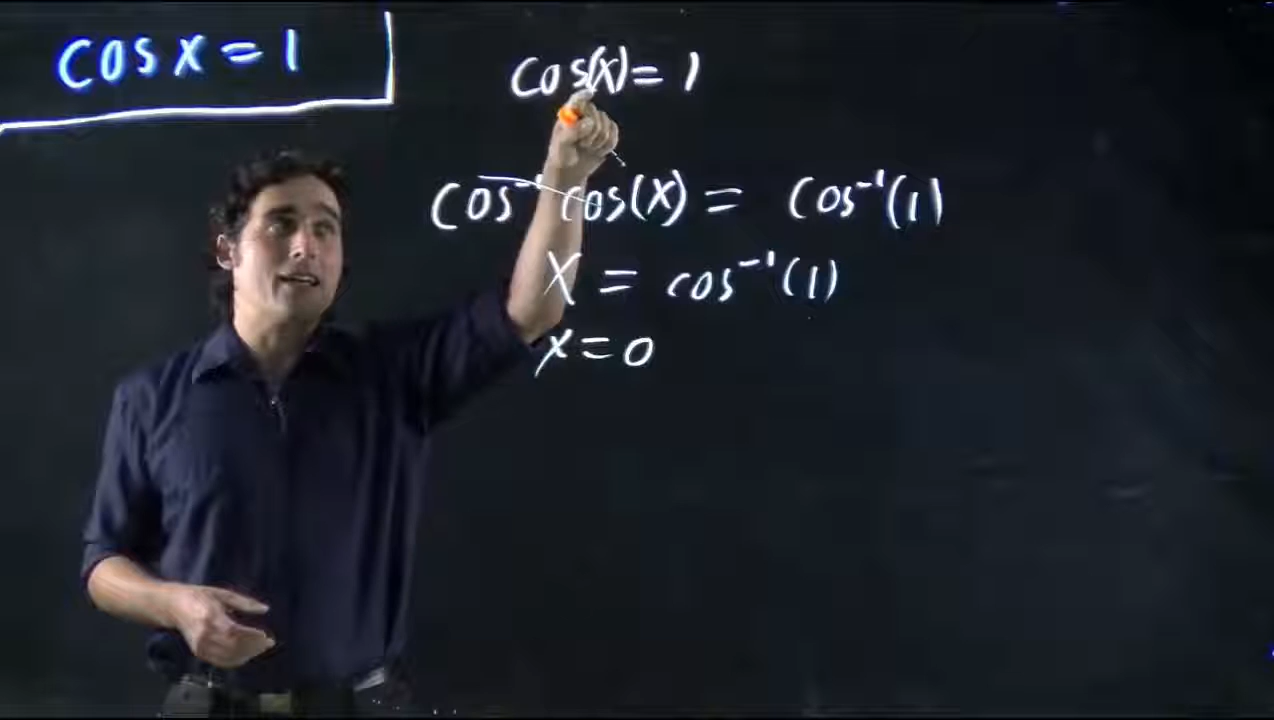 cos x = 1
cos(x) = 1
cos⁻¹ cos(x) = cos⁻¹(1)
x = cos⁻¹(1)
x = 0